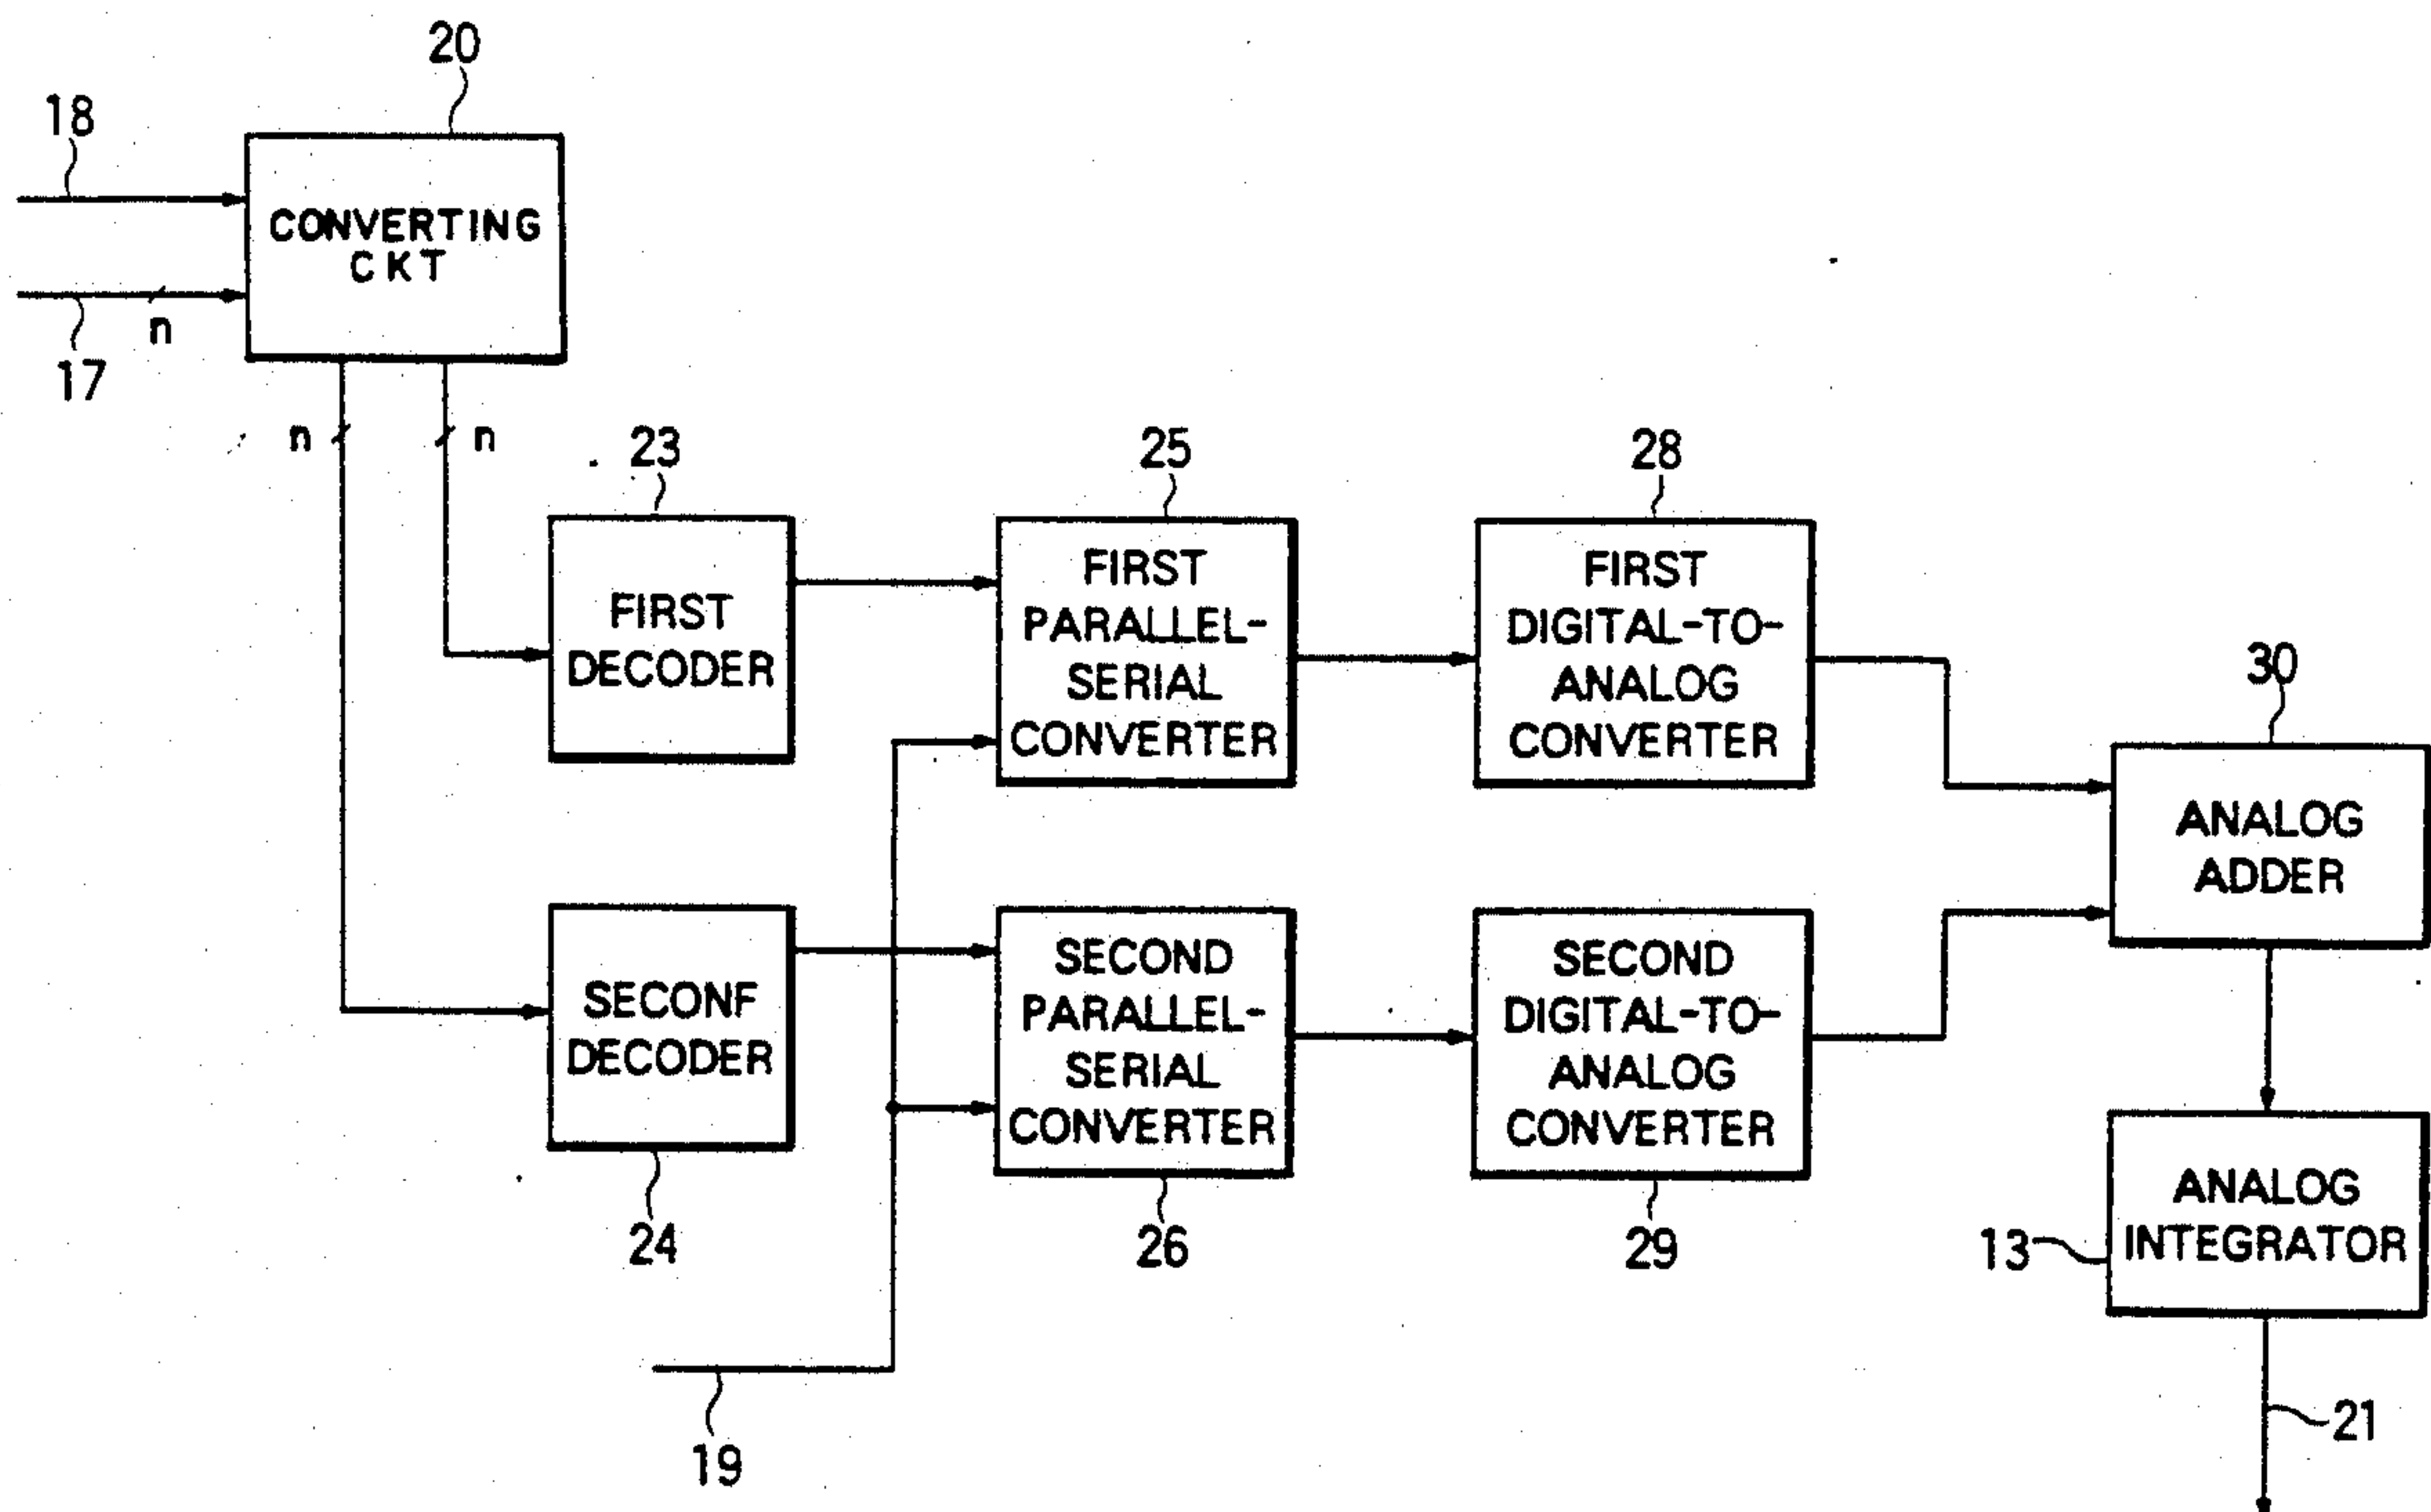 20
18
CONVERTING
CKT
n
17
n
n
23
25
28
FIRST
DECODER
FIRST
PARALLEL-
SERIAL
CONVERTER
FIRST
DIGITAL-TO-
ANALOG
CONVERTER
30
ANALOG
ADDER
SECONF
DECODER
SECOND
PARALLEL-
SERIAL
CONVERTER
SECOND
DIGITAL-TO-
ANALOG
CONVERTER
24
26
29
13
ANALOG
INTEGRATOR
19
21